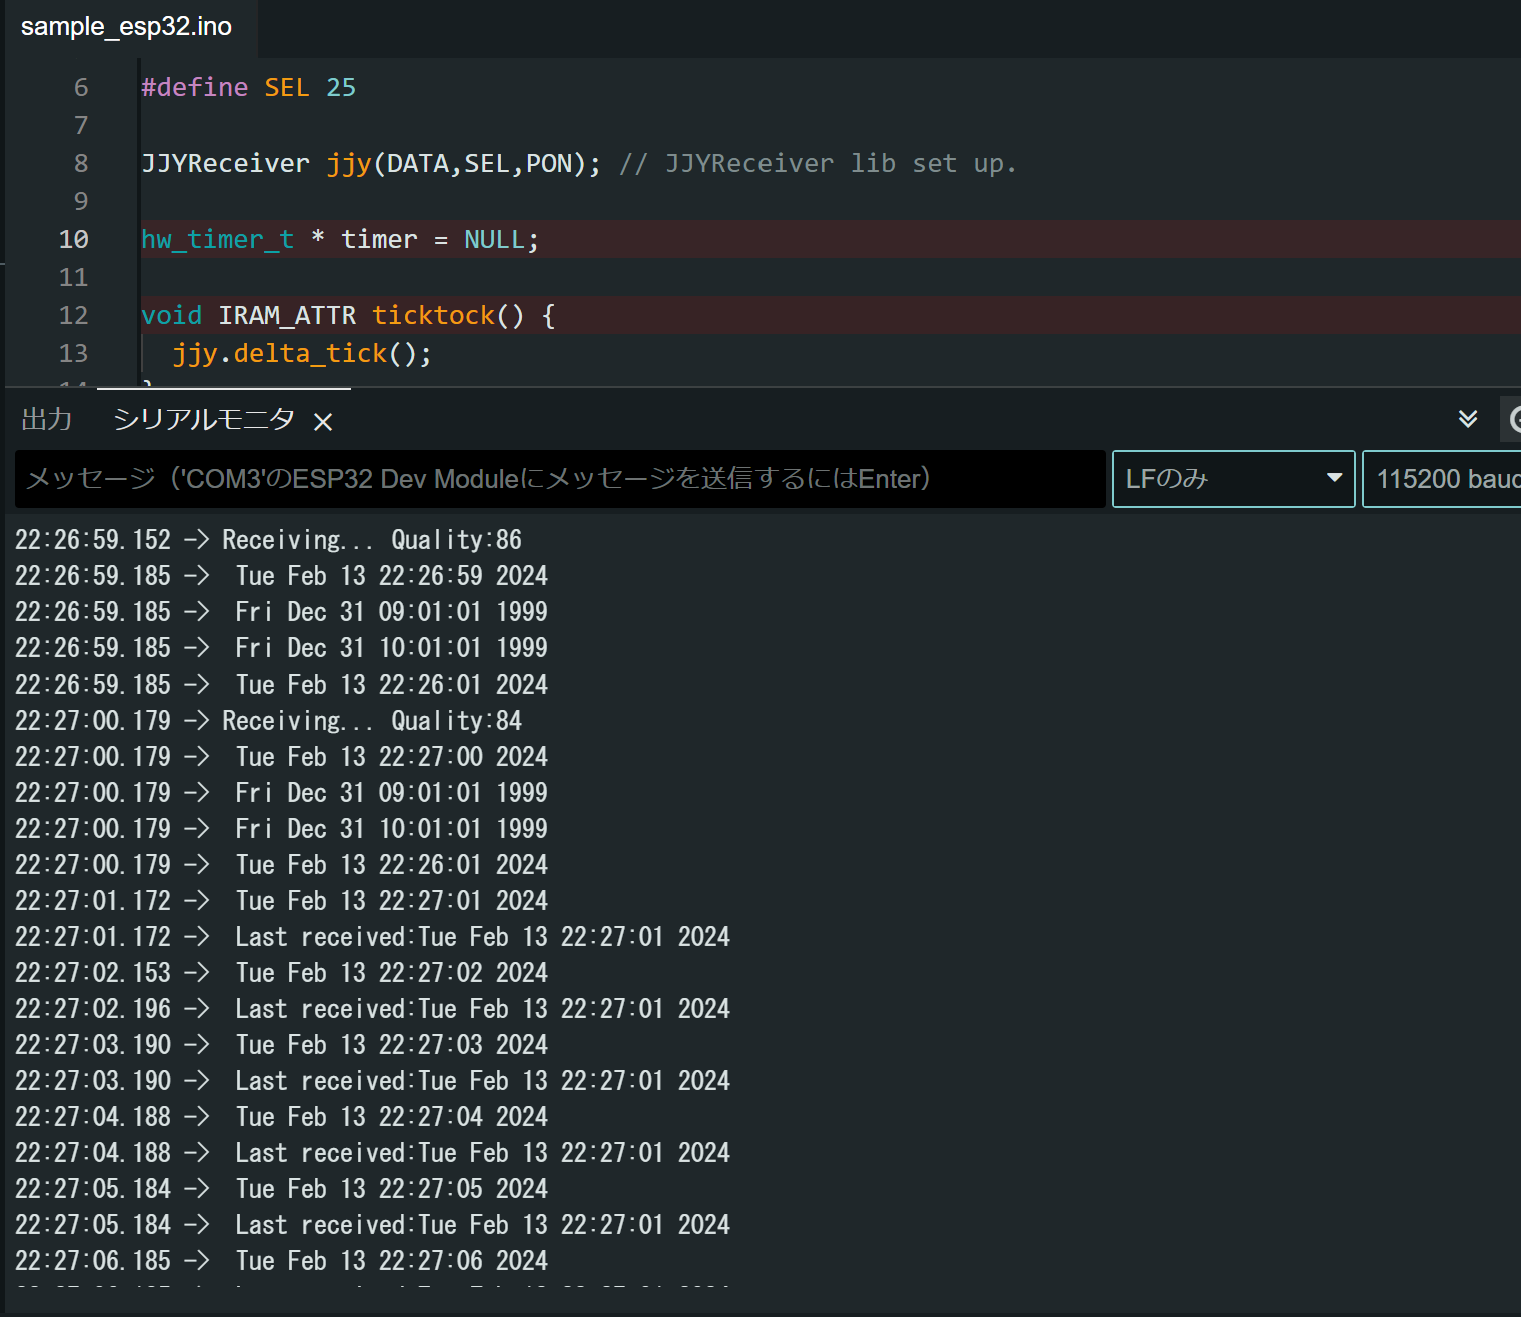 sample_esp32.ino
6 #define SEL 25
7
8 JJYReceiver jjy(DATA,SEL,PON); // JJYReceiver lib set up.
9
10 hw_timer_t * timer = NULL;
11
12 void IRAM_ATTR ticktock() {
13 jjy.delta_tick();
出力 シリアルモニタ ×
メッセージ（'COM3'のESP32 Dev Moduleにメッセージを送信するにはEnter） LFのみ 115200 baud
22:26:59.152 -> Receiving... Quality:86
22:26:59.185 -> Tue Feb 13 22:26:59 2024
22:26:59.185 -> Fri Dec 31 09:01:01 1999
22:26:59.185 -> Fri Dec 31 10:01:01 1999
22:26:59.185 -> Tue Feb 13 22:26:01 2024
22:27:00.179 -> Receiving... Quality:84
22:27:00.179 -> Tue Feb 13 22:27:00 2024
22:27:00.179 -> Fri Dec 31 09:01:01 1999
22:27:00.179 -> Fri Dec 31 10:01:01 1999
22:27:00.179 -> Tue Feb 13 22:26:01 2024
22:27:01.172 -> Tue Feb 13 22:27:01 2024
22:27:01.172 -> Last received:Tue Feb 13 22:27:01 2024
22:27:02.153 -> Tue Feb 13 22:27:02 2024
22:27:02.196 -> Last received:Tue Feb 13 22:27:01 2024
22:27:03.190 -> Tue Feb 13 22:27:03 2024
22:27:03.190 -> Last received:Tue Feb 13 22:27:01 2024
22:27:04.188 -> Tue Feb 13 22:27:04 2024
22:27:04.188 -> Last received:Tue Feb 13 22:27:01 2024
22:27:05.184 -> Tue Feb 13 22:27:05 2024
22:27:05.184 -> Last received:Tue Feb 13 22:27:01 2024
22:27:06.185 -> Tue Feb 13 22:27:06 2024